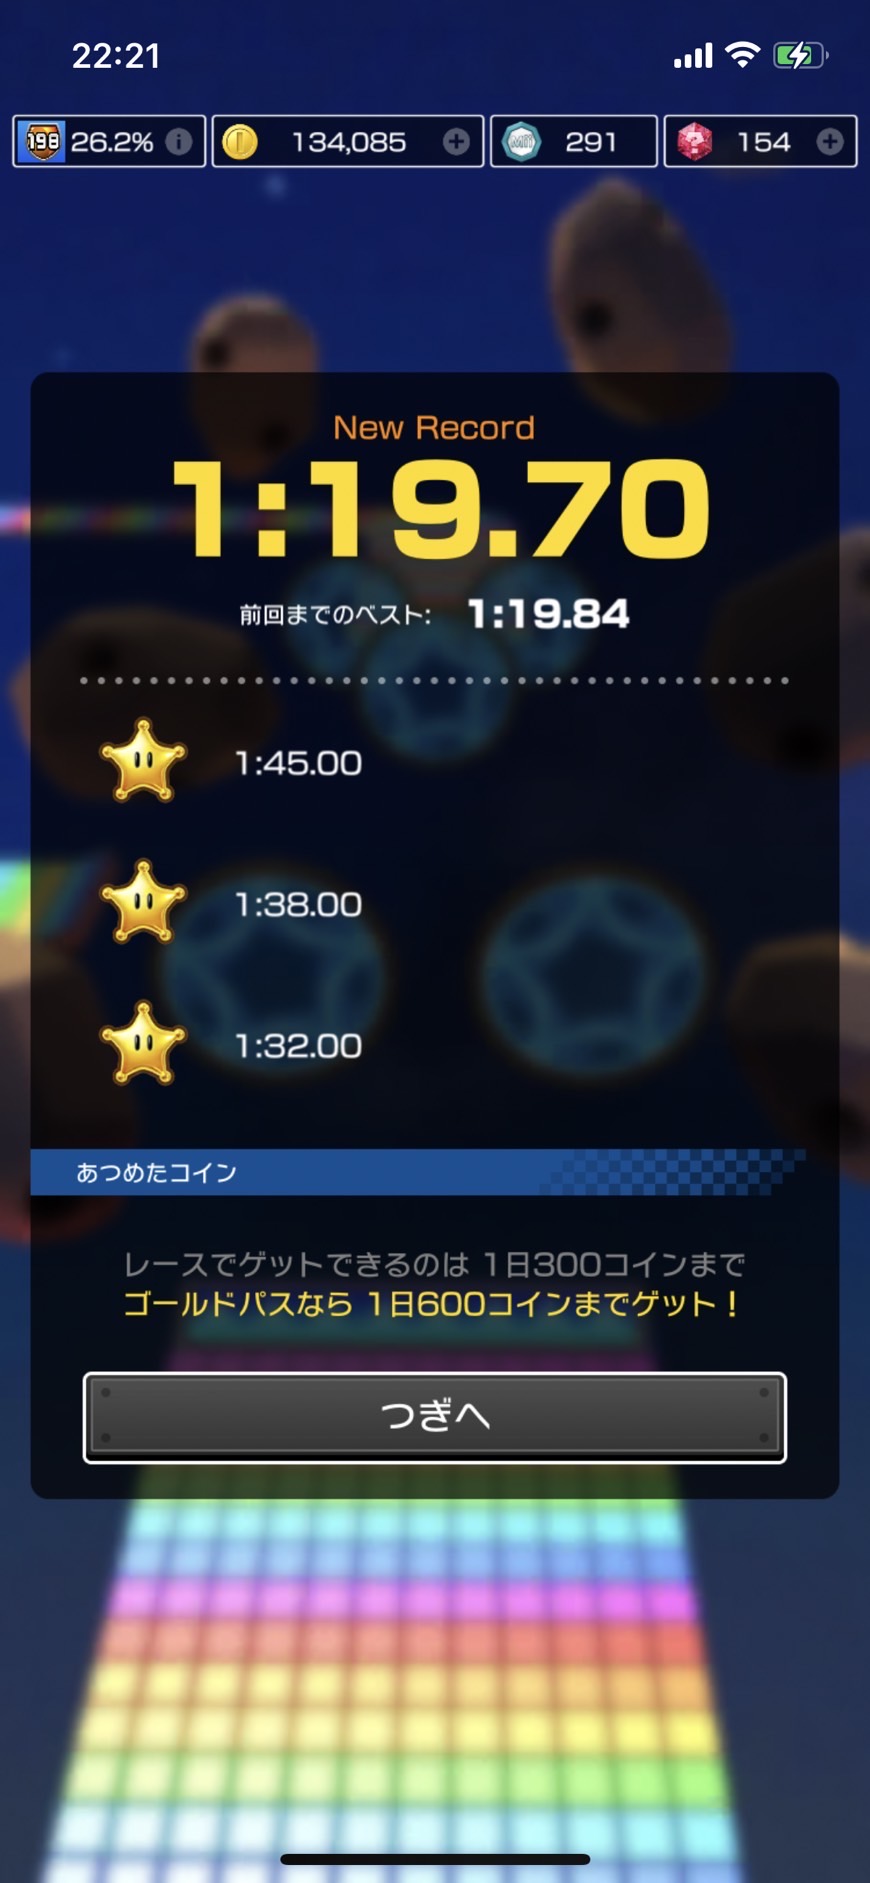 22:21
198 26.2% 134,085 Mii 291 154
New Record
1:19.70
前回までのベスト: 1:19.84
1:45.00
1:38.00
1:32.00
あつめたコイン
レースでゲットできるのは 1日300コインまで
ゴールドパスなら 1日600コインまでゲット！
つぎへ